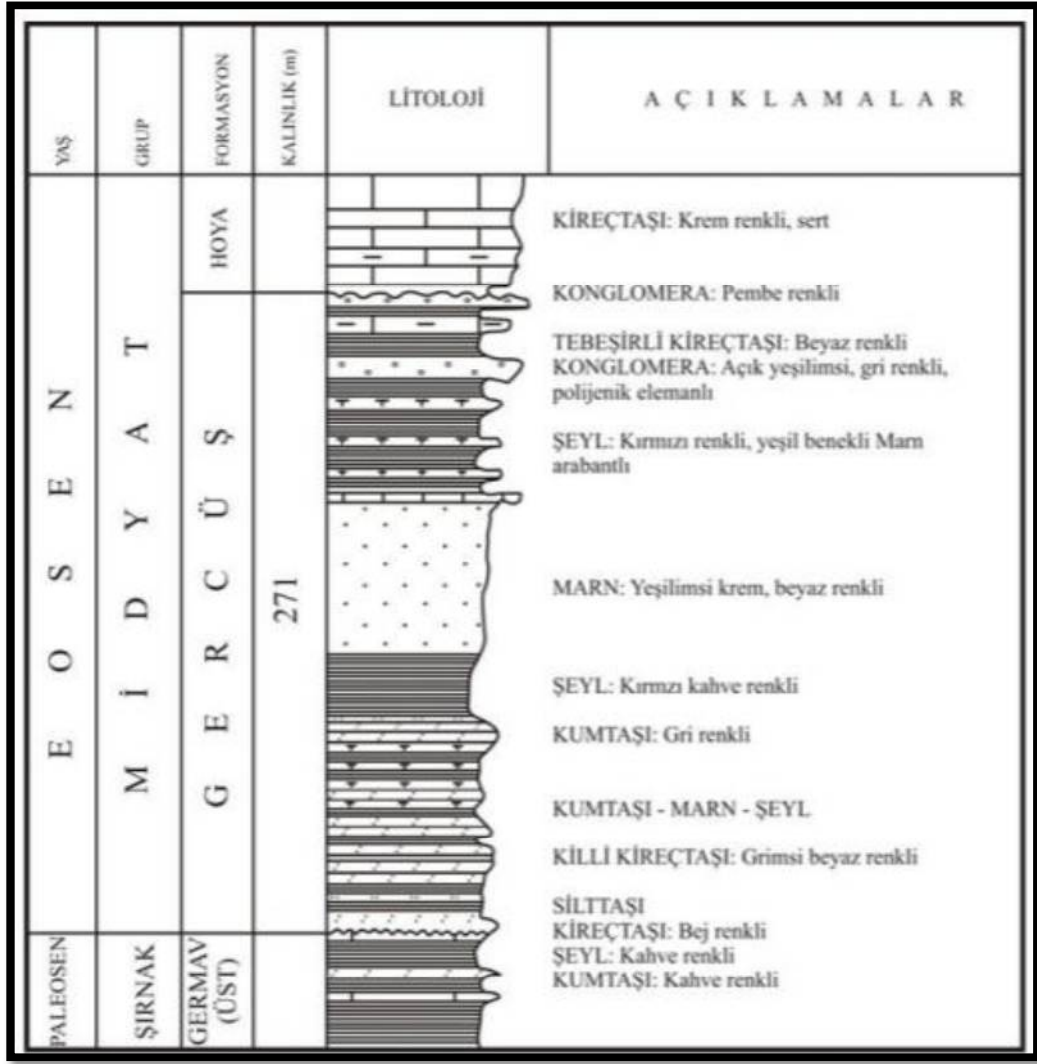 YAŞ
GRUP
FORMASYON
KALINLIK (m)
LİTOLOJİ
AÇIKLAMALAR
EOSEN
PALEOSEN
MİDYAT
ŞIRNAK
HOYA
GERCÜŞ
GERMAV
(ÜST)
271
KİREÇTAŞI: Krem renkli, sert
KONGLOMERA: Pembe renkli
TEBEŞİRLİ KİREÇTAŞI: Beyaz renkli
KONGLOMERA: Açık yeşilimsi, gri renkli,
polijenik elemanlı
ŞEYL: Kırmızı renkli, yeşil benekli Marn
arabantlı
MARN: Yeşilimsi krem, beyaz renkli
ŞEYL: Kırmzı kahve renkli
KUMTAŞI: Gri renkli
KUMTAŞI - MARN - ŞEYL
KİLLİ KİREÇTAŞI: Grimsi beyaz renkli
SİLTTAŞI
KİREÇTAŞI: Bej renkli
ŞEYL: Kahve renkli
KUMTAŞI: Kahve renkli